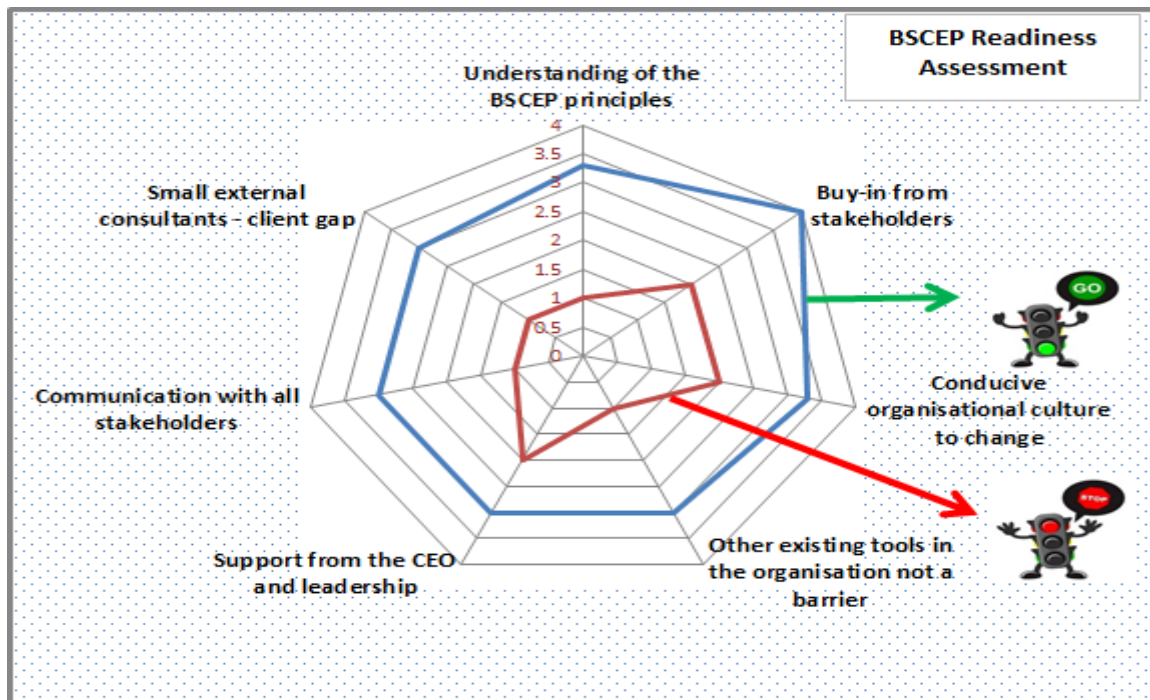 BSCEP Readiness
Assessment
Understanding of the
BSCEP principles
4
3.5
3
2.5
2
1.5
1
0.5
0
Small external
consultants - client gap
Buy-in from
stakeholders
GO
Communication with all
stakeholders
Conducive
organisational culture
to change
STOP
Support from the CEO
and leadership
Other existing tools in
the organisation not a
barrier